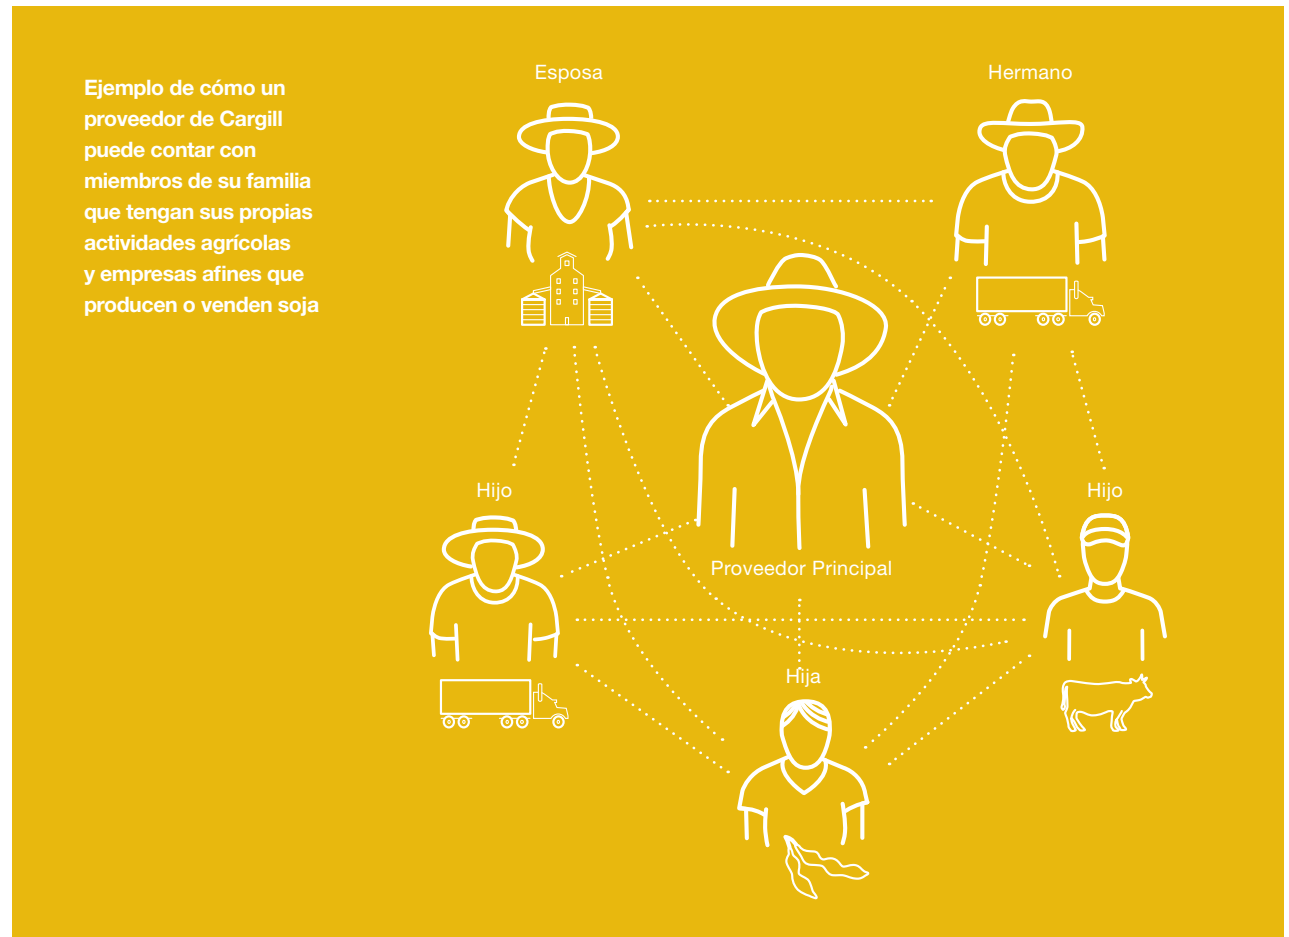 Ejemplo de cómo un
proveedor de Cargill
puede contar con
miembros de su familia
que tengan sus propias
actividades agrícolas
y empresas afines que
producen o venden soja
Esposa
Hermano
Hijo
Hijo
Proveedor Principal
Hija